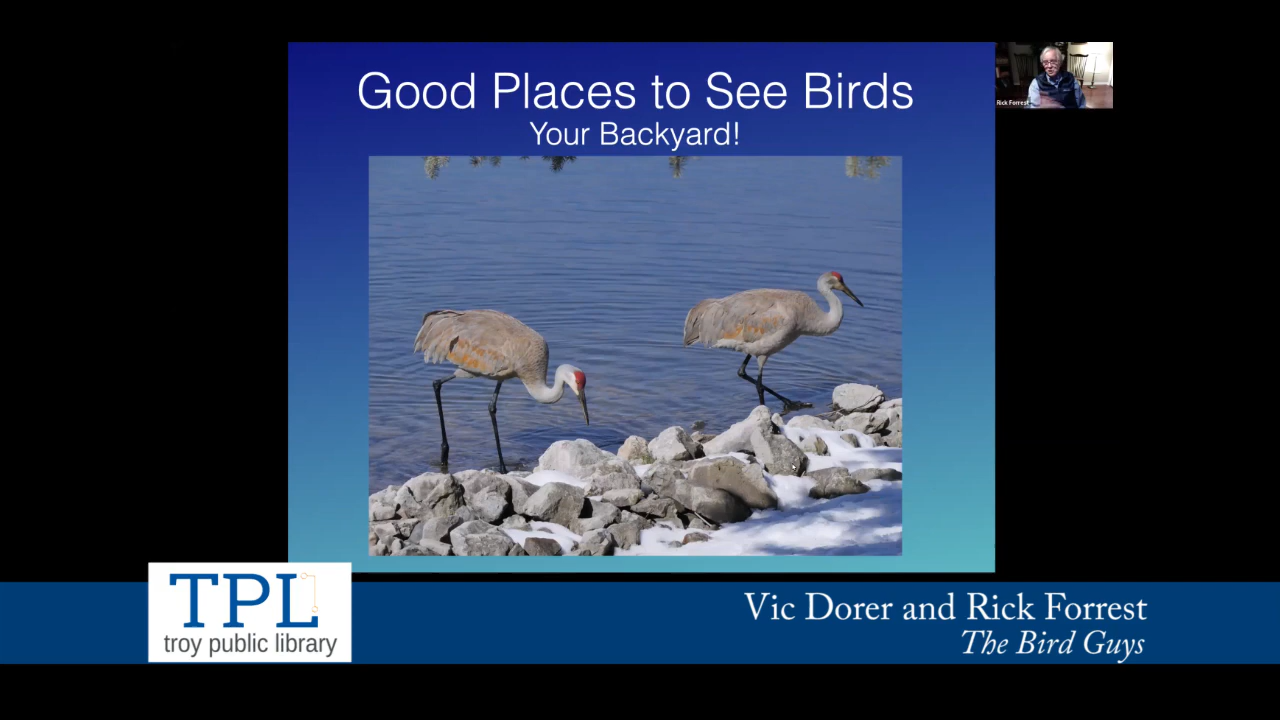 Good Places to See Birds
Your Backyard!
Rick Forrest
TPL
troy public library
Vic Dorer and Rick Forrest
The Bird Guys